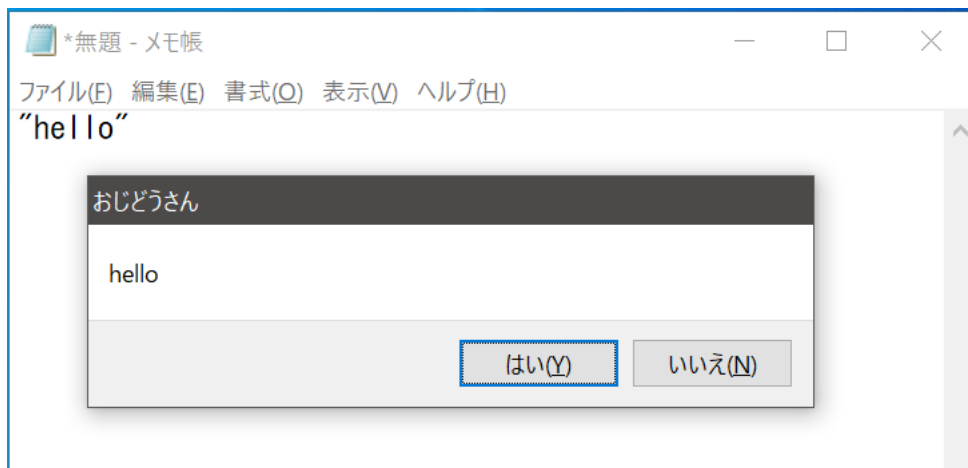 *無題 - メモ帳
ファイル(F) 編集(E) 書式(O) 表示(V) ヘルプ(H)
"hello"
おじどうさん
hello
はい(Y) いいえ(N)